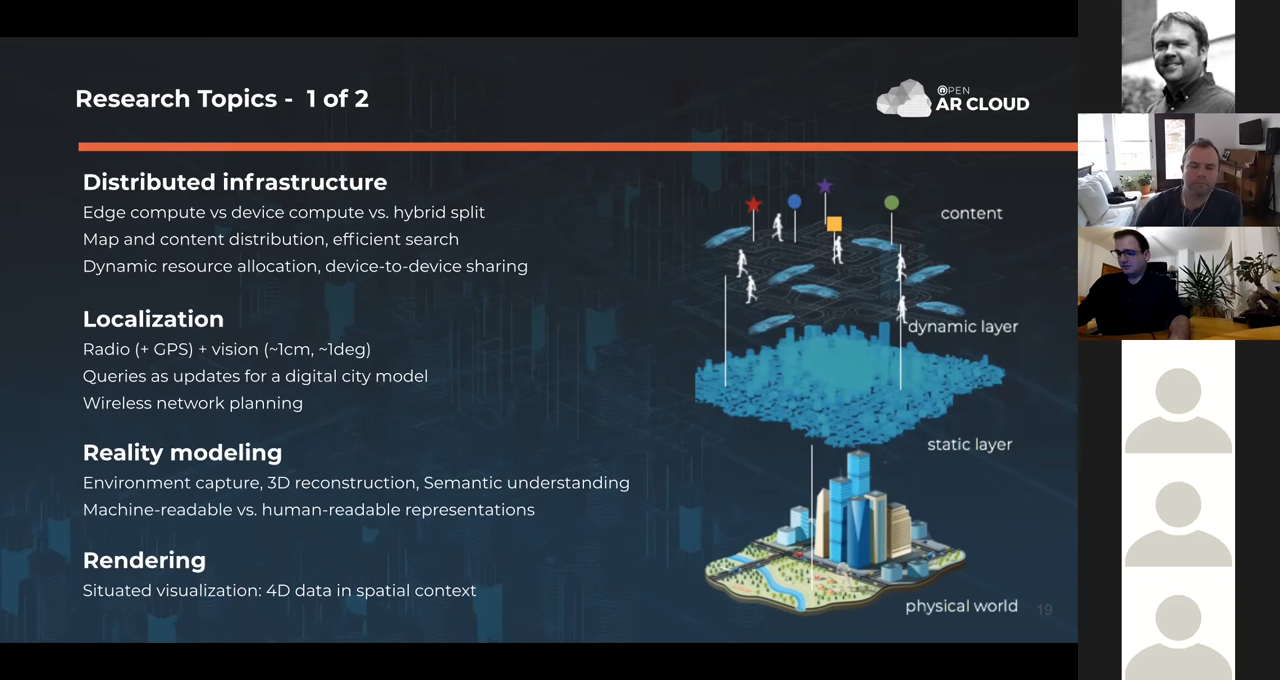 Research Topics -  1 of 2
OPEN
AR CLOUD
Distributed infrastructure
Edge compute vs device compute vs. hybrid split
Map and content distribution, efficient search
Dynamic resource allocation, device-to-device sharing
Localization
Radio (+ GPS) + vision (~1cm, ~1deg)
Queries as updates for a digital city model
Wireless network planning
Reality modeling
Environment capture, 3D reconstruction, Semantic understanding
Machine-readable vs. human-readable representations
Rendering
Situated visualization: 4D data in spatial context
content
dynamic layer
static layer
physical world
19